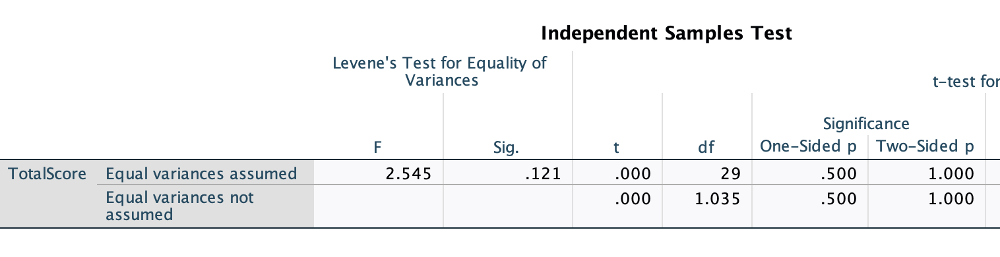 Independent Samples Test
Levene's Test for Equality of
Variances
t-test for
Significance
F Sig. t df One-Sided p Two-Sided p
TotalScore Equal variances assumed 2.545 .121 .000 29 .500 1.000
Equal variances not
assumed .000 1.035 .500 1.000